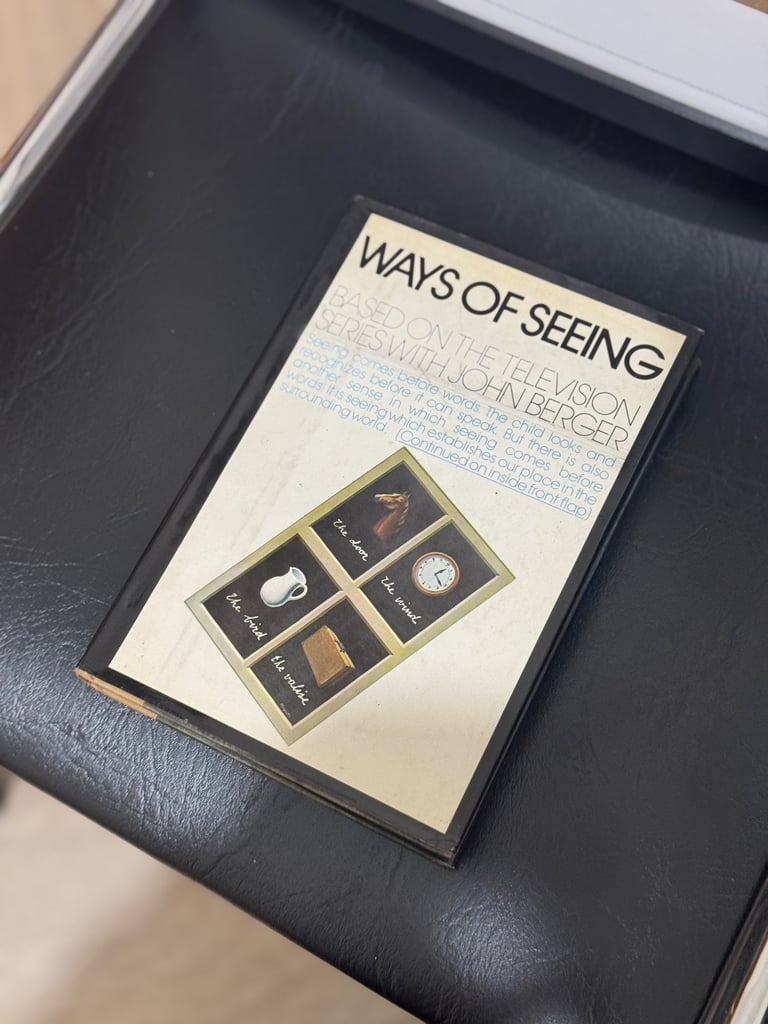 WAYS OF SEEING
BASED ON THE TELEVISION
SERIES WITH JOHN BERGER
Seeing comes before words. The child looks and
recognizes before it can speak. But there is also
another sense in which seeing comes before
words. It is seeing which establishes our place in the
surrounding world. (Continued on inside front flap)
the door
the wind
the bird
the valise